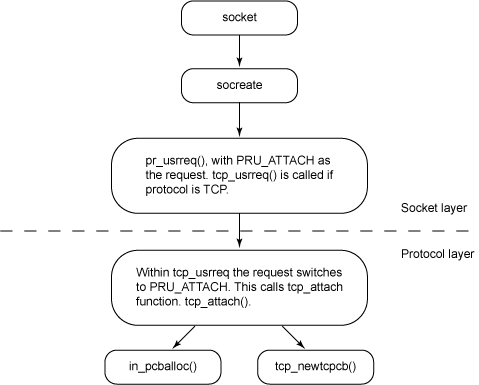 socket
socreate
pr_usrreq(), with PRU_ATTACH as
the request. tcp_usrreq() is called if
protocol is TCP.
Socket layer
Protocol layer
Within tcp_usrreq the request switches
to PRU_ATTACH. This calls tcp_attach
function. tcp_attach().
in_pcballoc()
tcp_newtcpcb()